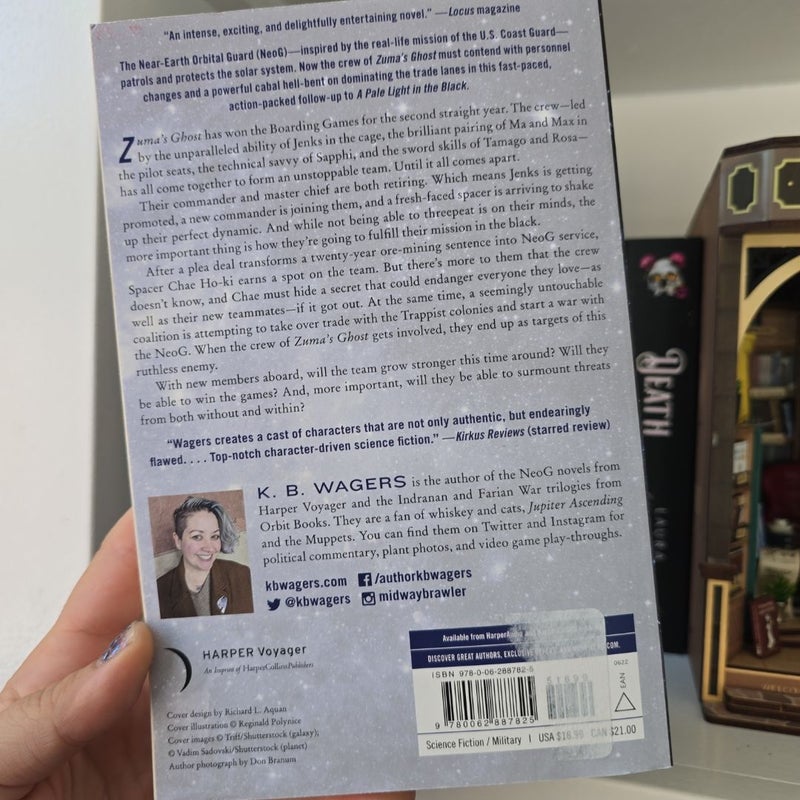 “An intense, exciting, and delightfully entertaining novel.” —Locus magazine
The Near-Earth Orbital Guard (NeoG)—inspired by the real-life mission of the U.S. Coast Guard—
patrols and protects the solar system. Now the crew of Zuma’s Ghost must contend with personnel
changes and a powerful cabal hell-bent on dominating the trade lanes in this fast-paced,
action-packed follow-up to A Pale Light in the Black.
Zuma’s Ghost has won the Boarding Games for the second straight year. The crew—led
by the unparalleled ability of Jenks in the cage, the brilliant pairing of Ma and Max in
the pilot seats, the technical savvy of Sapphi, and the sword skills of Tamago and Rosa—
has all come together to form an unstoppable team. Until it all comes apart.
Their commander and master chief are both retiring. Which means Jenks is getting
promoted, a new commander is joining them, and a fresh-faced spacer is arriving to shake
up their perfect dynamic. And while not being able to threepeat is on their minds, the
more important thing is how they’re going to fulfill their mission in the black.
After a plea deal transforms a twenty-year ore-mining sentence into NeoG service,
Spacer Chae Ho-ki earns a spot on the team. But there’s more to them that the crew
doesn’t know, and Chae must hide a secret that could endanger everyone they love—as
well as their new teammates—if it got out. At the same time, a seemingly untouchable
coalition is attempting to take over trade with the Trappist colonies and start a war with
the NeoG. When the crew of Zuma’s Ghost gets involved, they end up as targets of this
ruthless enemy.
With new members aboard, will the team grow stronger this time around? Will they
be able to win the games? And, more important, will they be able to surmount threats
from both without and within?
“Wagers creates a cast of characters that are not only authentic, but endearingly
flawed. . . . Top-notch character-driven science fiction.” —Kirkus Reviews (starred review)
K. B. WAGERS is the author of the NeoG novels from
Harper Voyager and the Indranan and Farian War trilogies from
Orbit Books. They are a fan of whiskey and cats, Jupiter Ascending
and the Muppets. You can find them on Twitter and Instagram for
political commentary, plant photos, and video game play-throughs.
kbwagers.com /authorkbwagers
@kbwagers midwaybrawler
HARPER Voyager
An Imprint of HarperCollinsPublishers
Cover design by Richard L. Aquan
Cover illustration © Reginald Polynice
Cover images © Triff/Shutterstock (galaxy);
© Vadim Sadovski/Shutterstock (planet)
Author photograph by Don Branum
Available from
DISCOVER GREAT AUTHORS, .COM.
ISBN 978-0-06-288782-5
51699
0622
EAN
9 780062 887825
Science Fiction / Military | USA $16.99 CAN $21.00
DEATH
LAURA